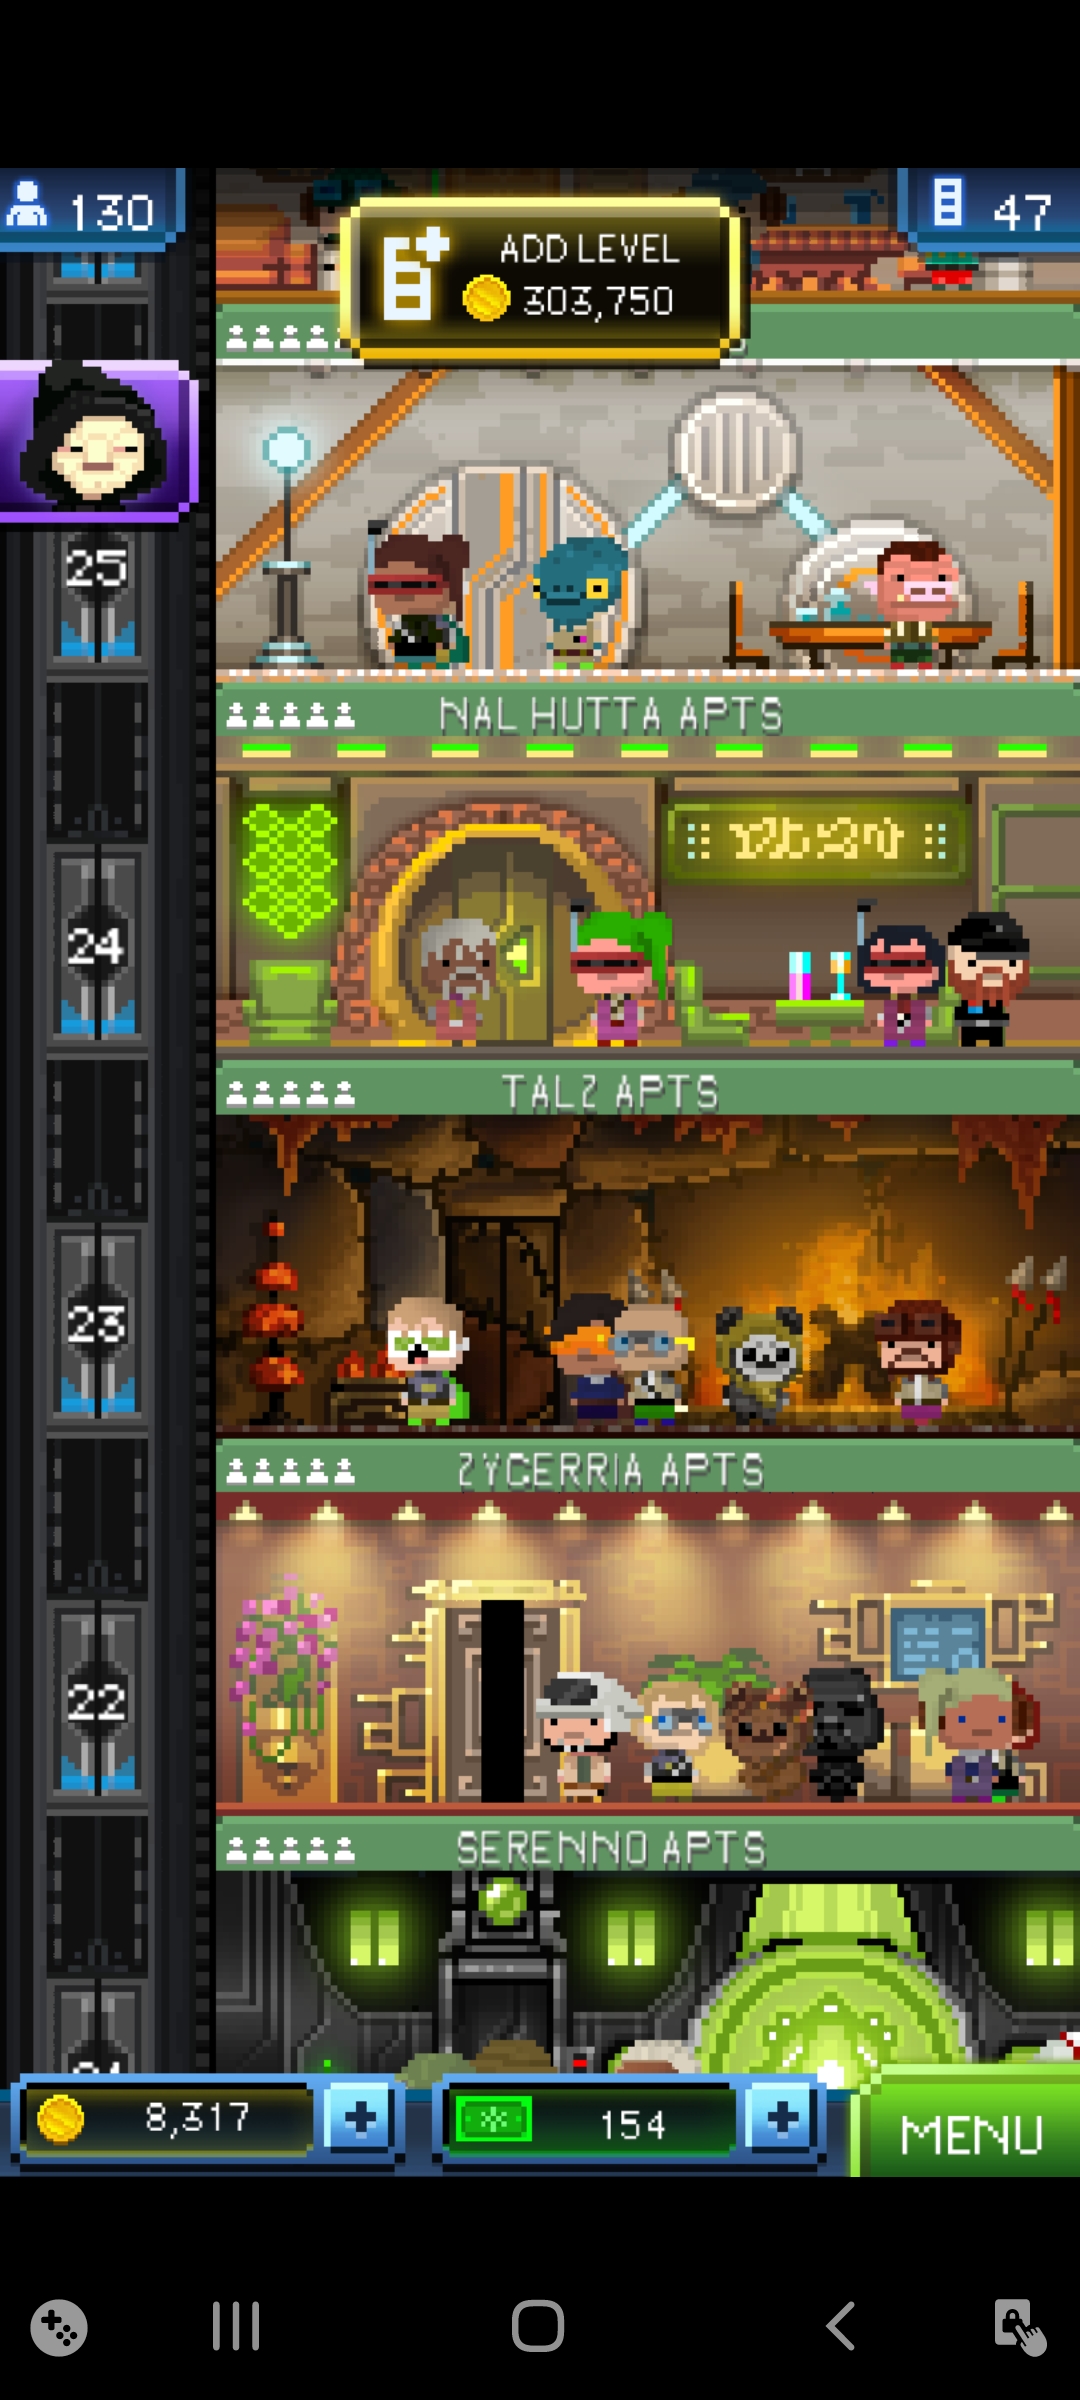 130
47
ADD LEVEL
303,750
25
NAL HUTTA APTS
24
TALZ APTS
23
ZYGERRIA APTS
22
SERENNO APTS
8,317
154
MENU